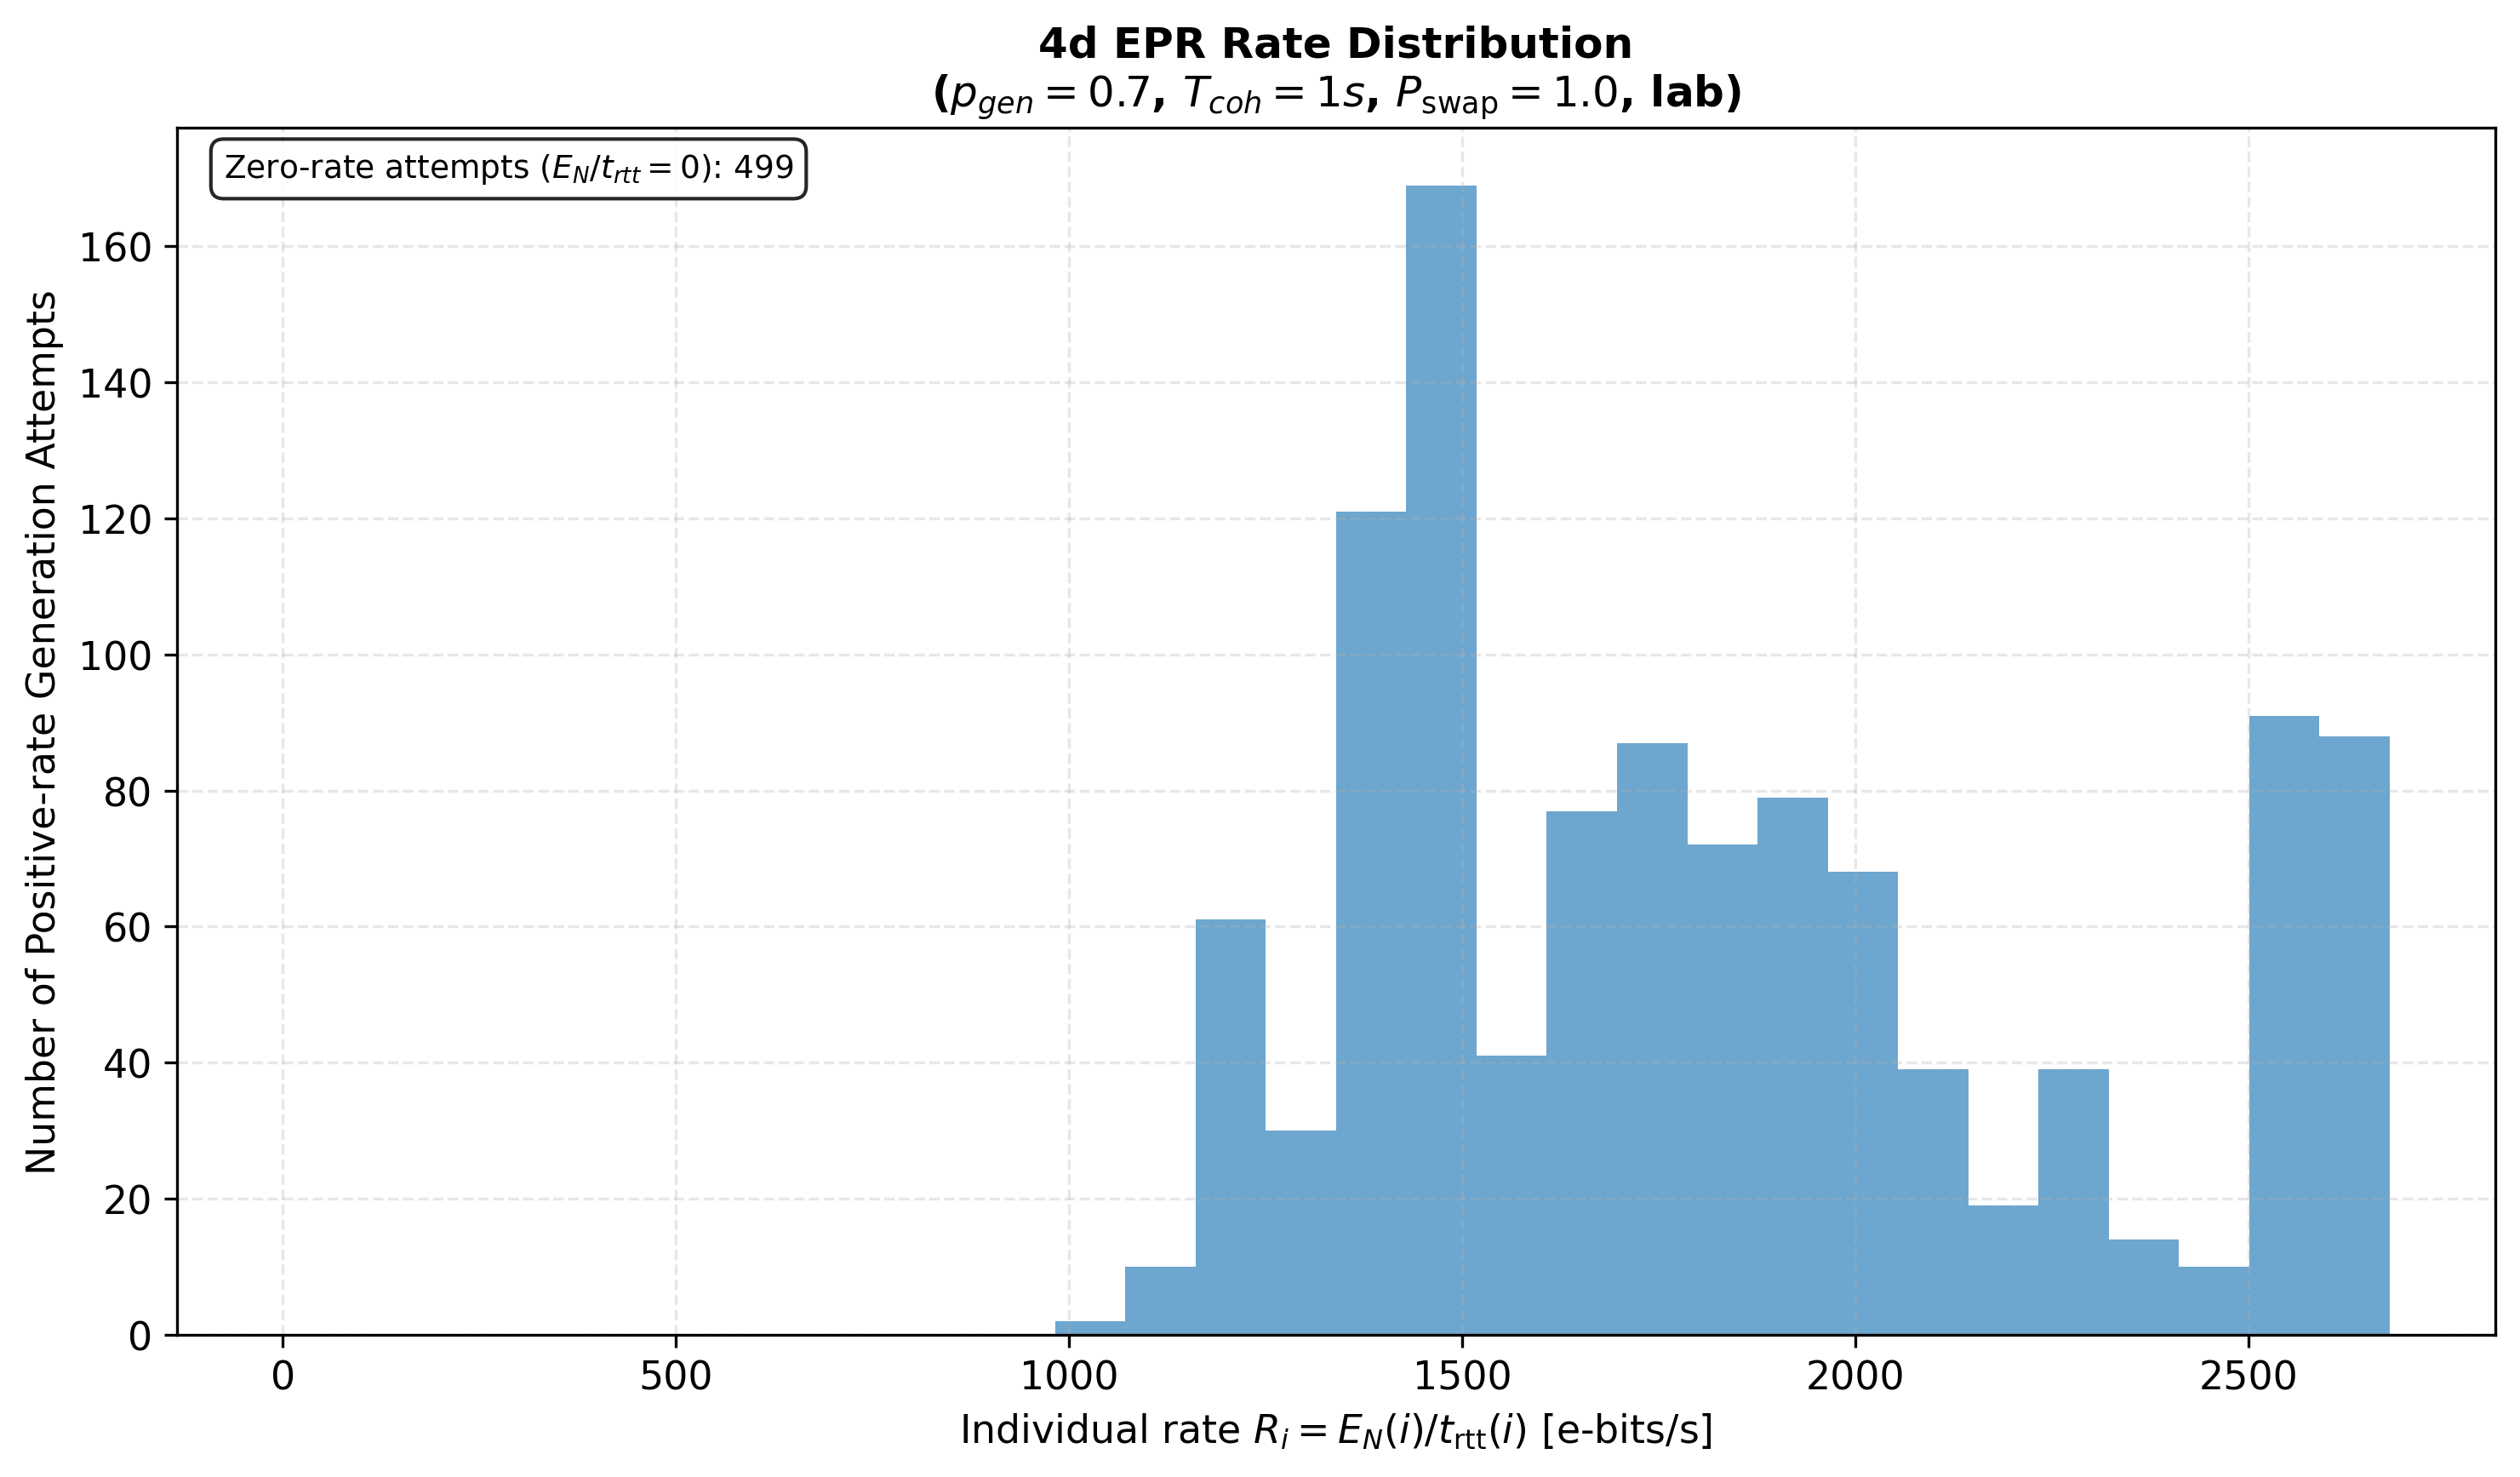 4d EPR Rate Distribution
(p_gen = 0.7, T_coh = 1s, P_swap = 1.0, lab)
Zero-rate attempts (E_N/t_rtt = 0): 499
Number of Positive-rate Generation Attempts
160
140
120
100
80
60
40
20
0
0 500 1000 1500 2000 2500
Individual rate R_i = E_N(i)/t_rtt(i) [e-bits/s]